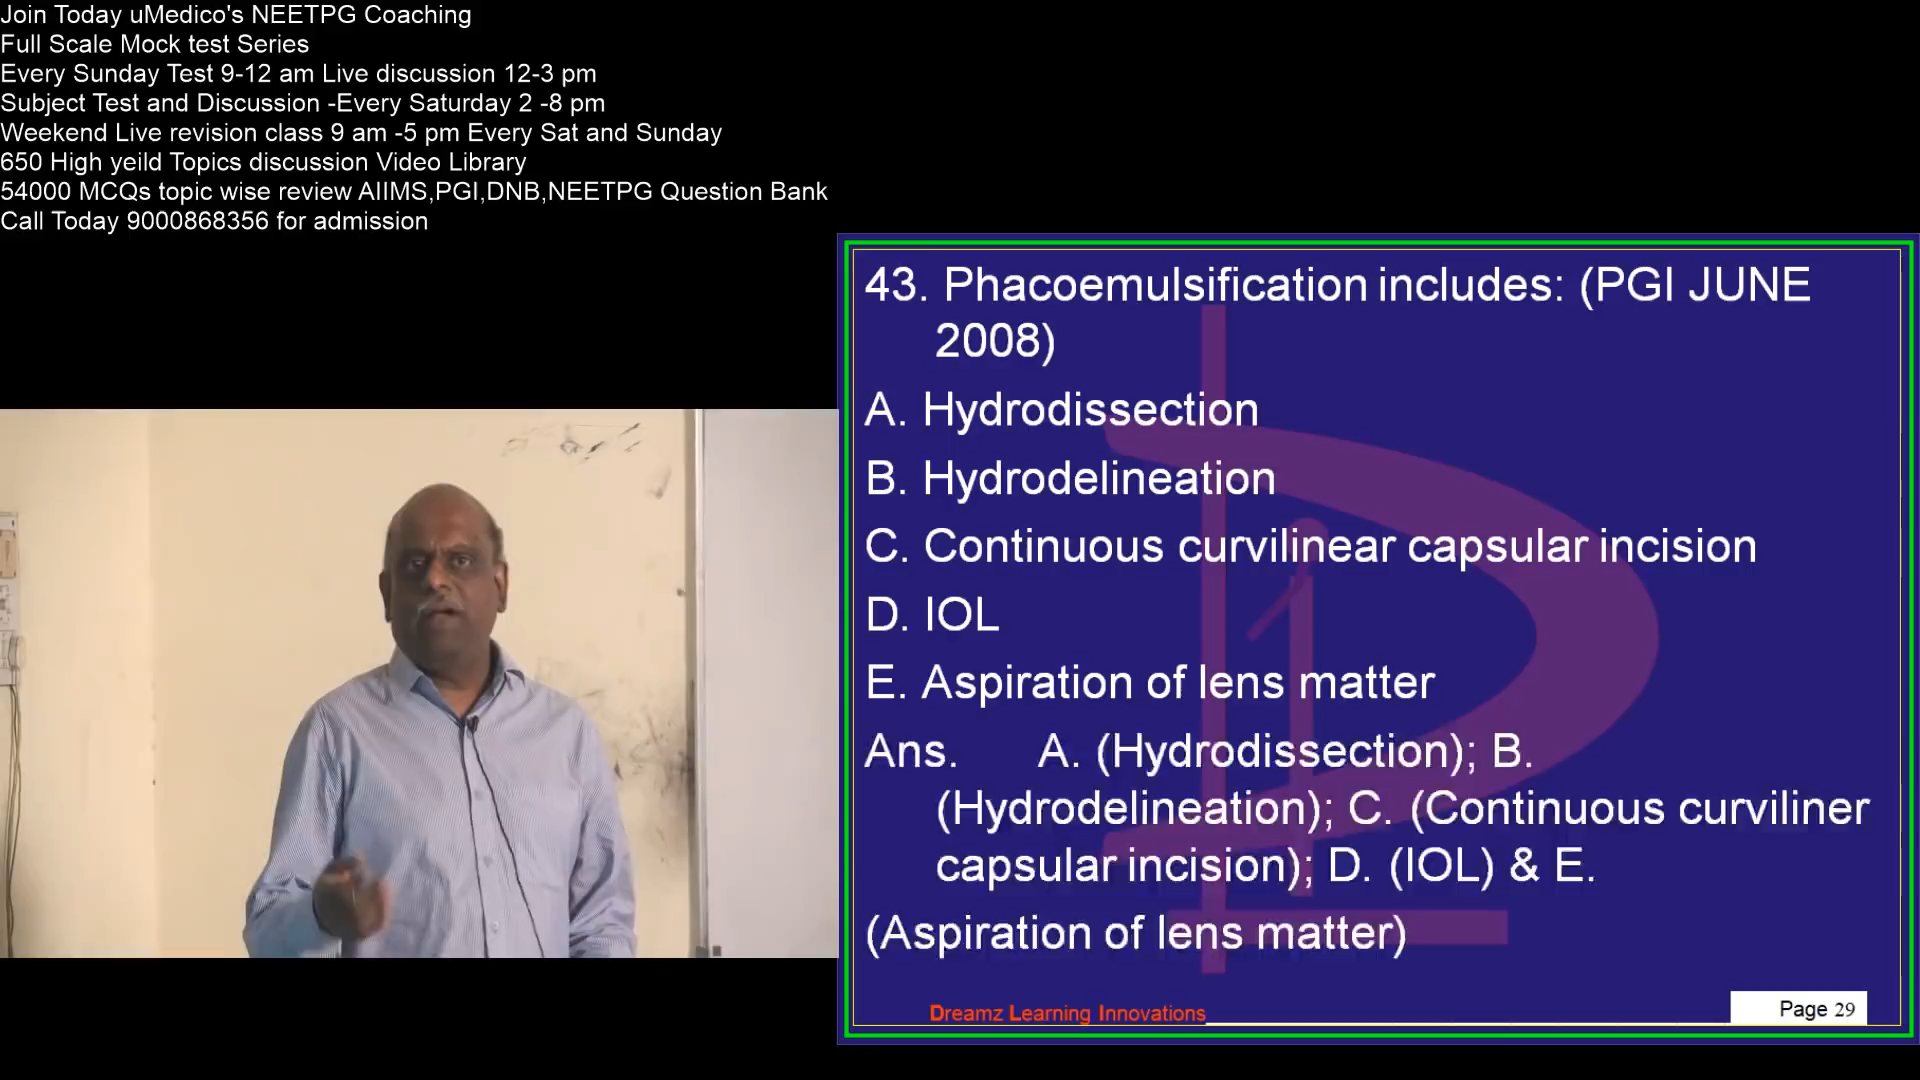 Join Today uMedico's NEETPG Coaching
Full Scale Mock test Series
Every Sunday Test 9-12 am Live discussion 12-3 pm
Subject Test and Discussion -Every Saturday 2 -8 pm
Weekend Live revision class 9 am -5 pm Every Sat and Sunday
650 High yeild Topics discussion Video Library
54000 MCQs topic wise review AIIMS,PGI,DNB,NEETPG Question Bank
Call Today 9000868356 for admission
43. Phacoemulsification includes: (PGI JUNE
2008)
A. Hydrodissection
B. Hydrodelineation
C. Continuous curvilinear capsular incision
D. IOL
E. Aspiration of lens matter
Ans. A. (Hydrodissection); B.
(Hydrodelineation); C. (Continuous curviliner
capsular incision); D. (IOL) & E.
(Aspiration of lens matter)
Dreamz Learning Innovations
Page 29